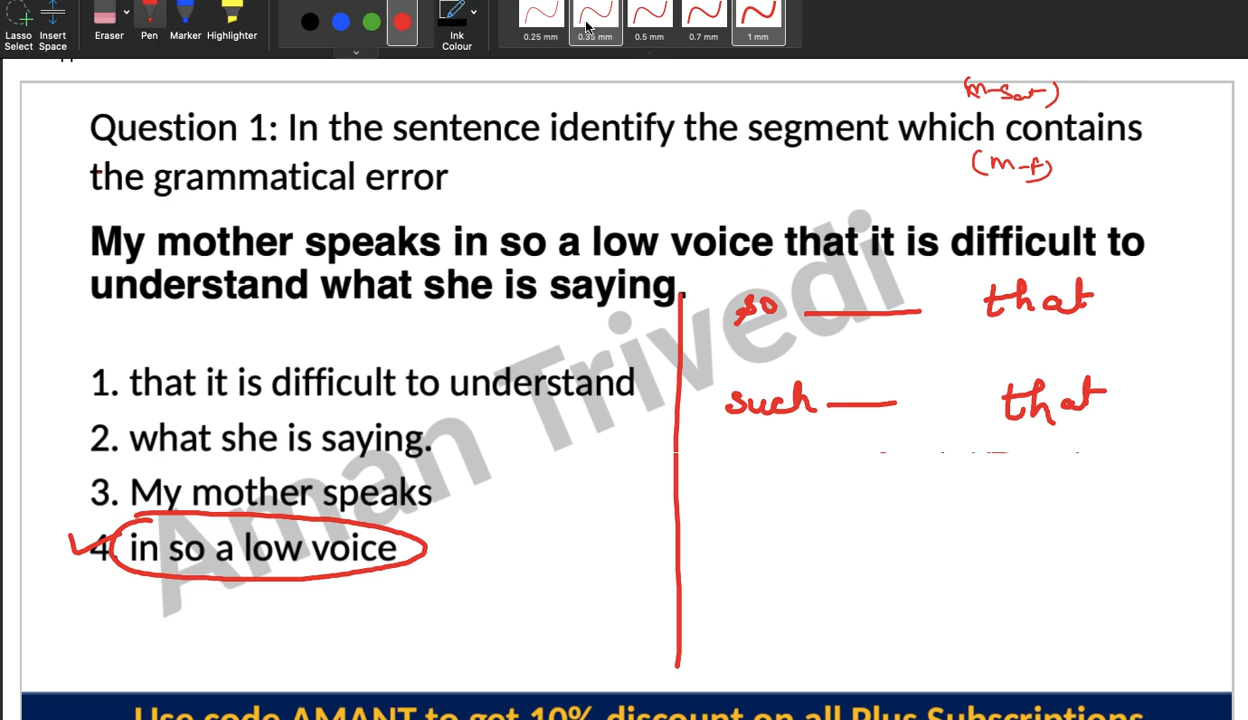 Lasso
Select
Insert
Space
Eraser
Pen
Marker
Highlighter
Ink
Colour
0.25 mm
0.35 mm
0.5 mm
0.7 mm
1 mm
(m-Sat)
Question 1: In the sentence identify the segment which contains
the grammatical error
(m-f)
My mother speaks in so a low voice that it is difficult to
understand what she is saying.
so ____ that
such ____ that
1. that it is difficult to understand
2. what she is saying.
3. My mother speaks
4. in so a low voice
Aman Trivedi
Use code AMANT to get 10% discount on all Plus Subscriptions